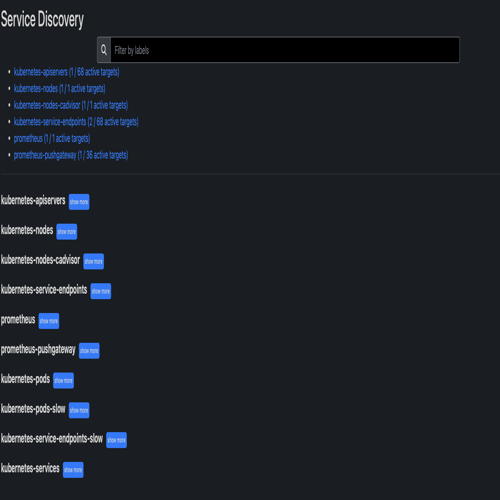 Service Discovery
Filter by labels
kubernetes-apiservers (1 / 68 active targets)
kubernetes-nodes (1 / 1 active targets)
kubernetes-nodes-cadvisor (1 / 1 active targets)
kubernetes-service-endpoints (2 / 68 active targets)
prometheus (1 / 1 active targets)
prometheus-pushgateway (1 / 36 active targets)
kubernetes-apiservers show more
kubernetes-nodes show more
kubernetes-nodes-cadvisor show more
kubernetes-service-endpoints show more
prometheus show more
prometheus-pushgateway show more
kubernetes-pods show more
kubernetes-pods-slow show more
kubernetes-service-endpoints-slow show more
kubernetes-services show more